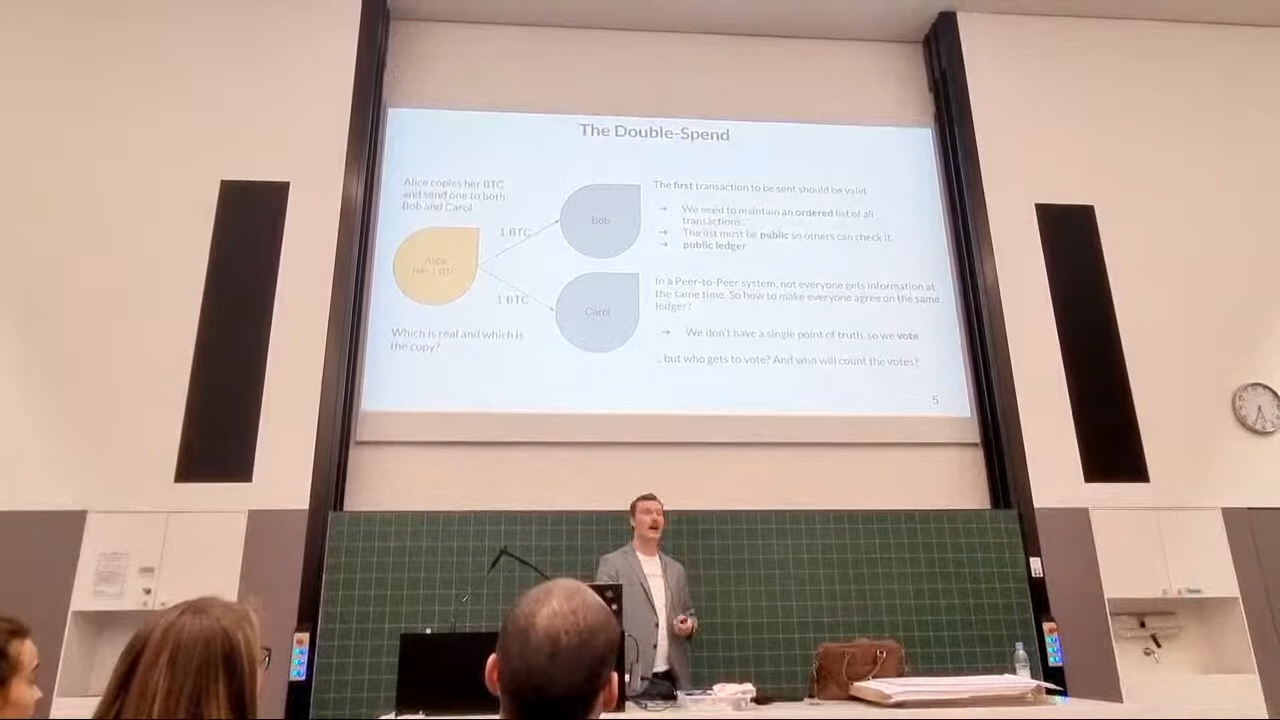 The Double-Spend
Alice copies her BTC
and send one to both
Bob and Carol
Alice
Has 1 BTC
1 BTC
Bob
1 BTC
Carol
Which is real and which is
the copy?
The first transaction to be sent should be valid.
→ We need to maintain an ordered list of all
transactions.
→ The list must be public so others can check it.
→ public ledger
In a Peer-to-Peer system, not everyone gets information at
the same time. So how to make everyone agree on the same
ledger?
→ We don't have a single point of truth, so we vote
...but who gets to vote? And who will count the votes?
5